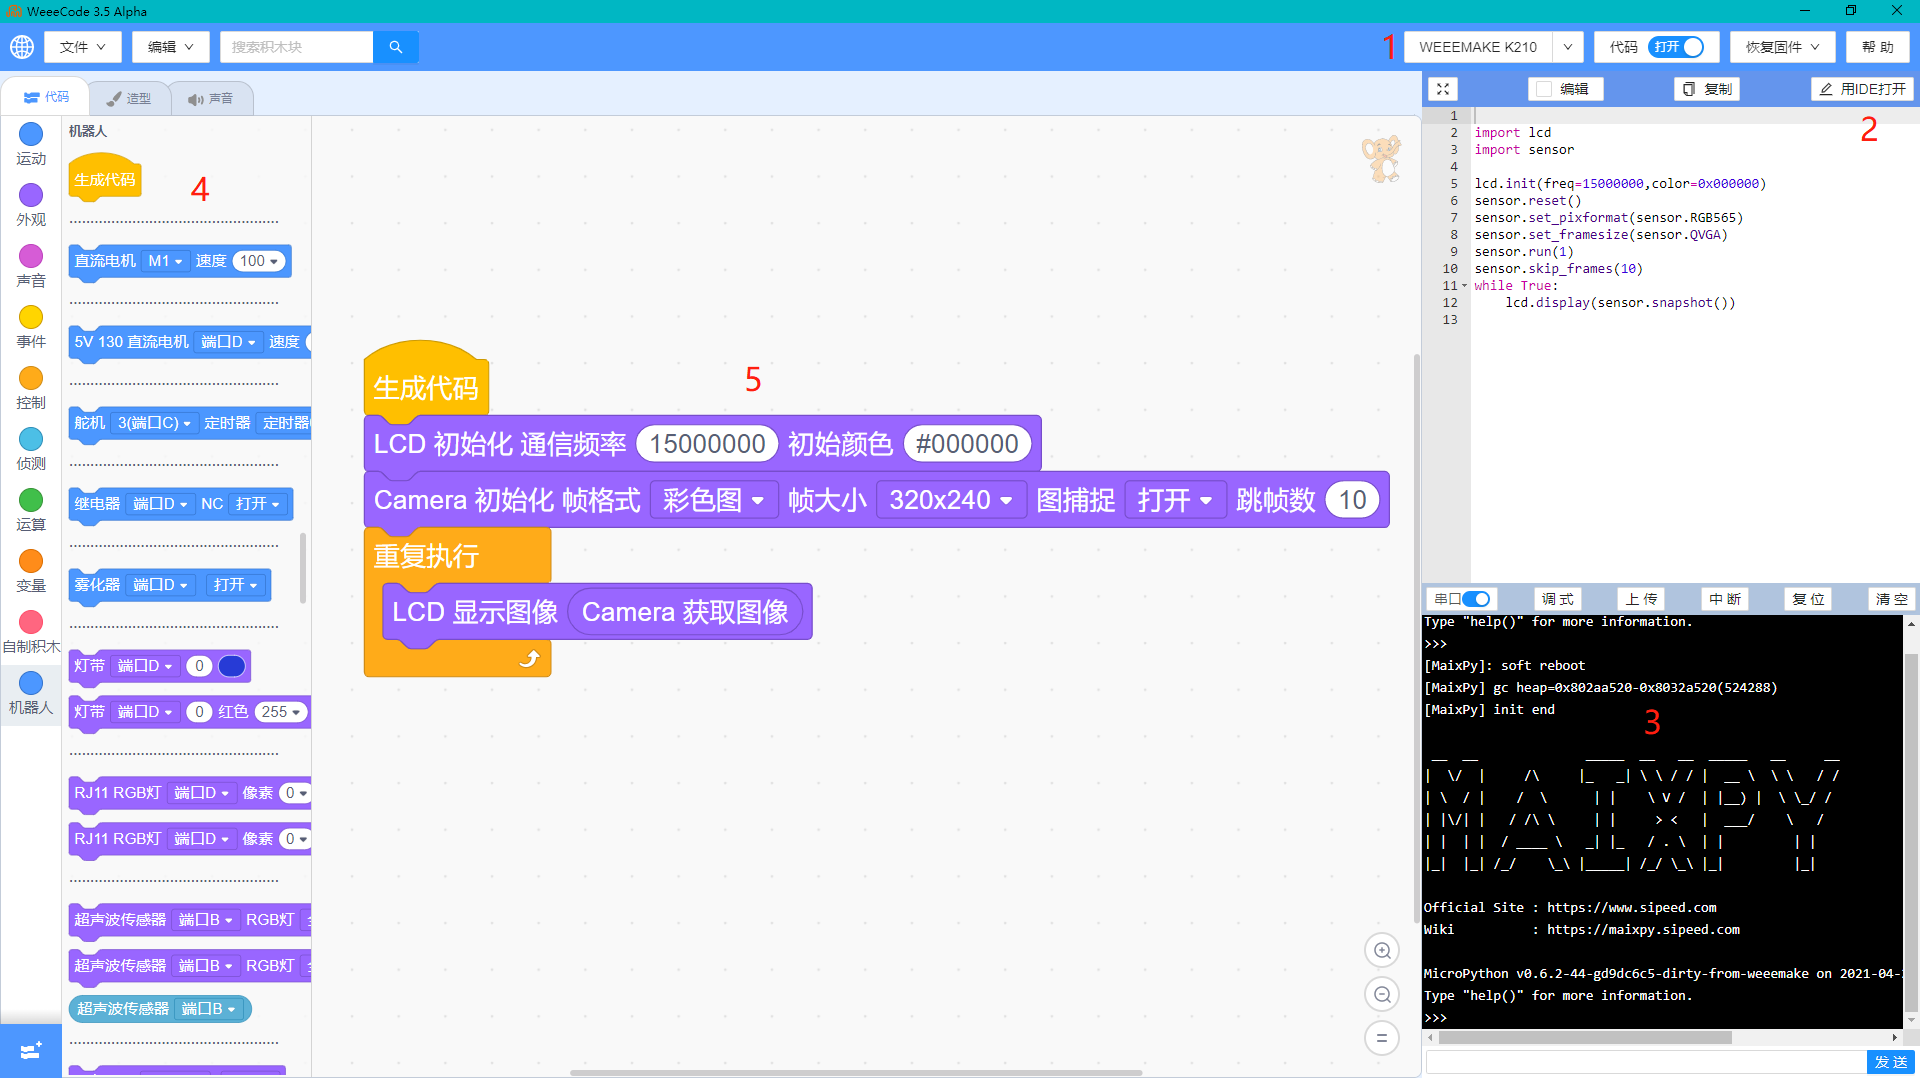 WeeeCode 3.5 Alpha
文件 编辑 搜索积木块 1 WEEEMAKE K210 代码 打开 恢复固件 帮 助
代码 造型 声音
编辑 复制 用IDE打开
运动
外观
声音
事件
控制
侦测
运算
变量
自制积木
机器人
机器人
生成代码
4
直流电机 M1 速度 100
5V 130 直流电机 端口D 速度
舵机 3(端口C) 定时器
继电器 端口D NC 打开
雾化器 端口D 打开
灯带 端口D 0
灯带 端口D 0 红色 255
RJ11 RGB灯 端口D 像素 0
RJ11 RGB灯 端口D 像素 0
超声波传感器 端口B RGB灯
超声波传感器 端口B RGB灯
超声波传感器 端口B
5
生成代码
LCD 初始化 通信频率 15000000 初始颜色 #000000
Camera 初始化 帧格式 彩色图 帧大小 320x240 图捕捉 打开 跳帧数 10
重复执行
LCD 显示图像 Camera 获取图像
2
1
2 import lcd
3 import sensor
4
5 lcd.init(freq=15000000,color=0x000000)
6 sensor.reset()
7 sensor.set_pixformat(sensor.RGB565)
8 sensor.set_framesize(sensor.QVGA)
9 sensor.run(1)
10 sensor.skip_frames(10)
11 while True:
12 lcd.display(sensor.snapshot())
13
串口 调 式 上 传 中 断 复 位 清 空
Type "help()" for more information.
>>>
[MaixPy]: soft reboot
[MaixPy] gc heap=0x802aa520-0x8032a520(524288)
[MaixPy] init end
3
MAIXPY
Official Site : https://www.sipeed.com
Wiki : https://maixpy.sipeed.com
MicroPython v0.6.2-44-gd9dc6c5-dirty-from-weeemake on 2021-04-
Type "help()" for more information.
>>>
发 送